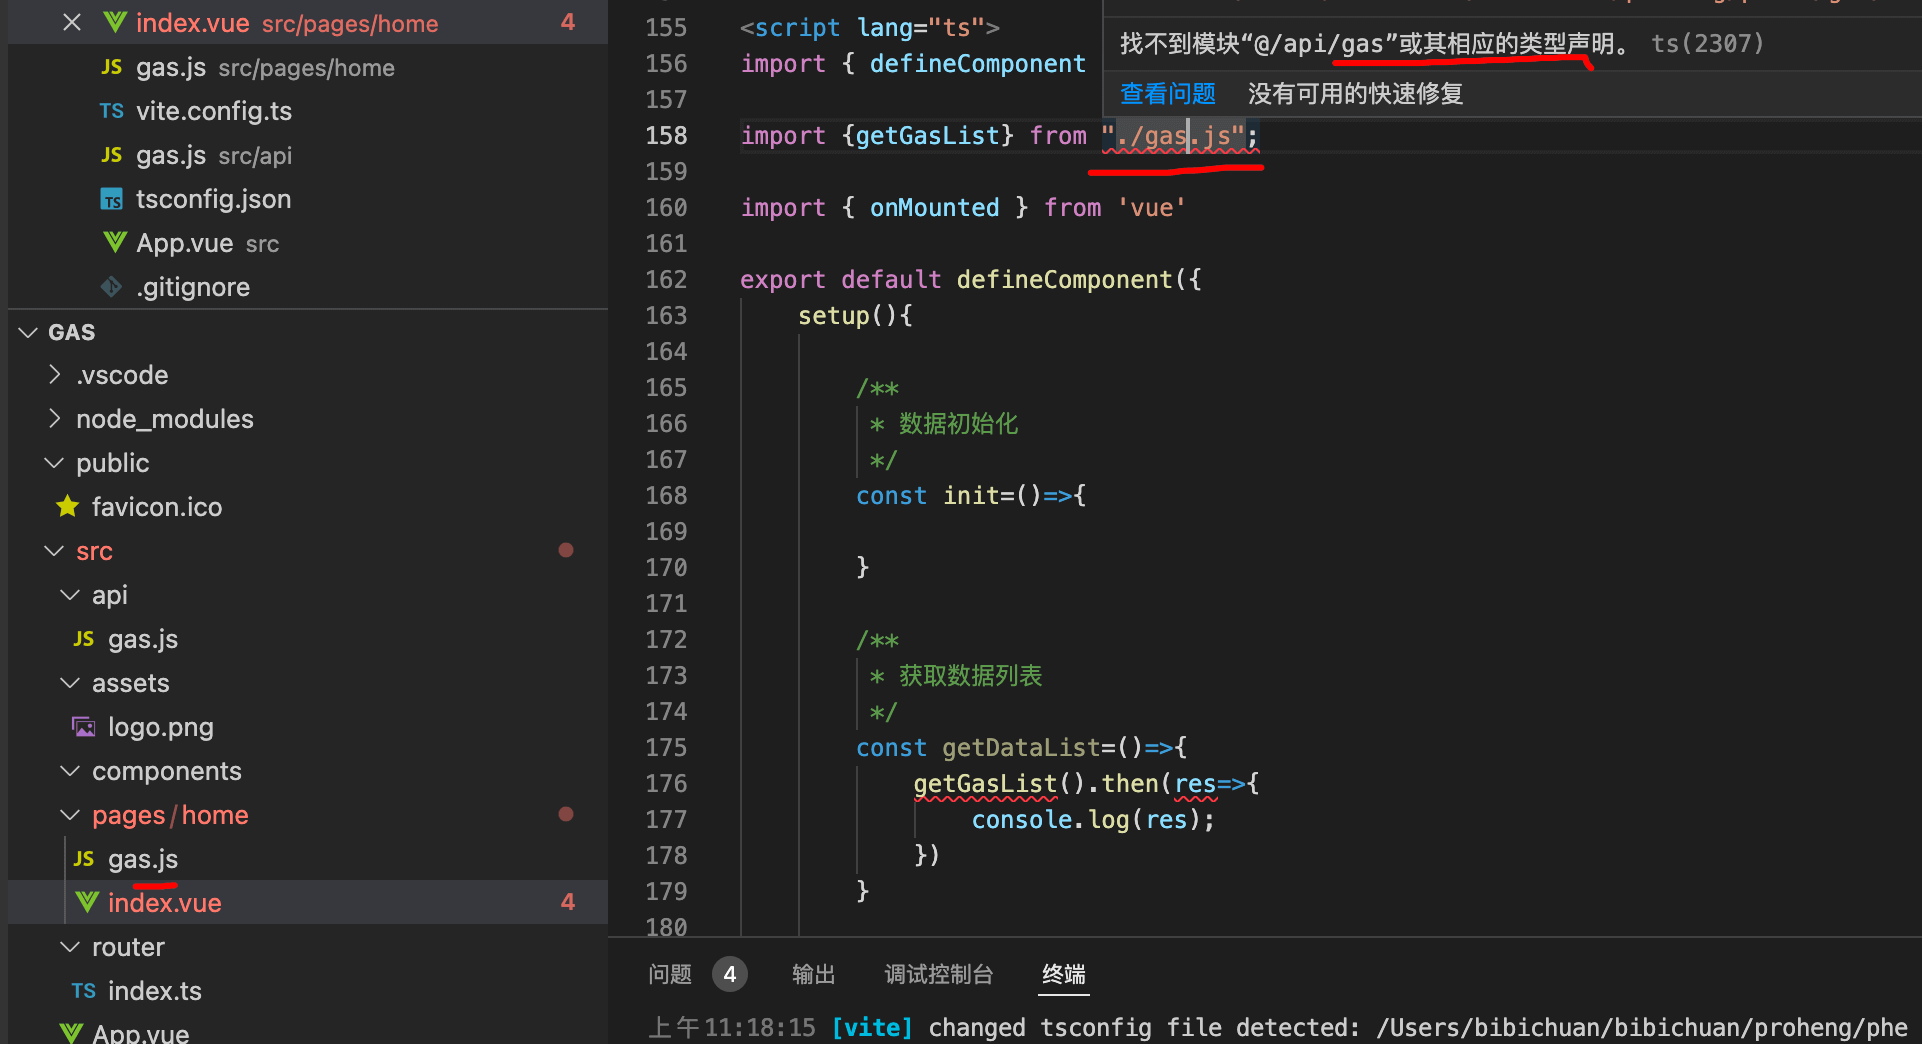 index.vue src/pages/home 4
JS gas.js src/pages/home
TS vite.config.ts
JS gas.js src/api
TS tsconfig.json
App.vue src
.gitignore
GAS
.vscode
node_modules
public
favicon.ico
src
api
JS gas.js
assets
logo.png
components
pages/home
JS gas.js
index.vue 4
router
TS index.ts
App.vue
155 <script lang="ts">
156 import { defineComponent
157
158 import {getGasList} from "./gas.js";
159
160 import { onMounted } from 'vue'
161
162 export default defineComponent({
163 setup(){
164
165 /**
166 * 数据初始化
167 */
168 const init=()=>{
169
170 }
171
172 /**
173 * 获取数据列表
174 */
175 const getDataList=()=>{
176 getGasList().then(res=>{
177 console.log(res);
178 })
179 }
180
找不到模块“@/api/gas”或其相应的类型声明。 ts(2307)
查看问题 没有可用的快速修复
问题 4 输出 调试控制台 终端
上午11:18:15 [vite] changed tsconfig file detected: /Users/bibichuan/bibichuan/proheng/phe